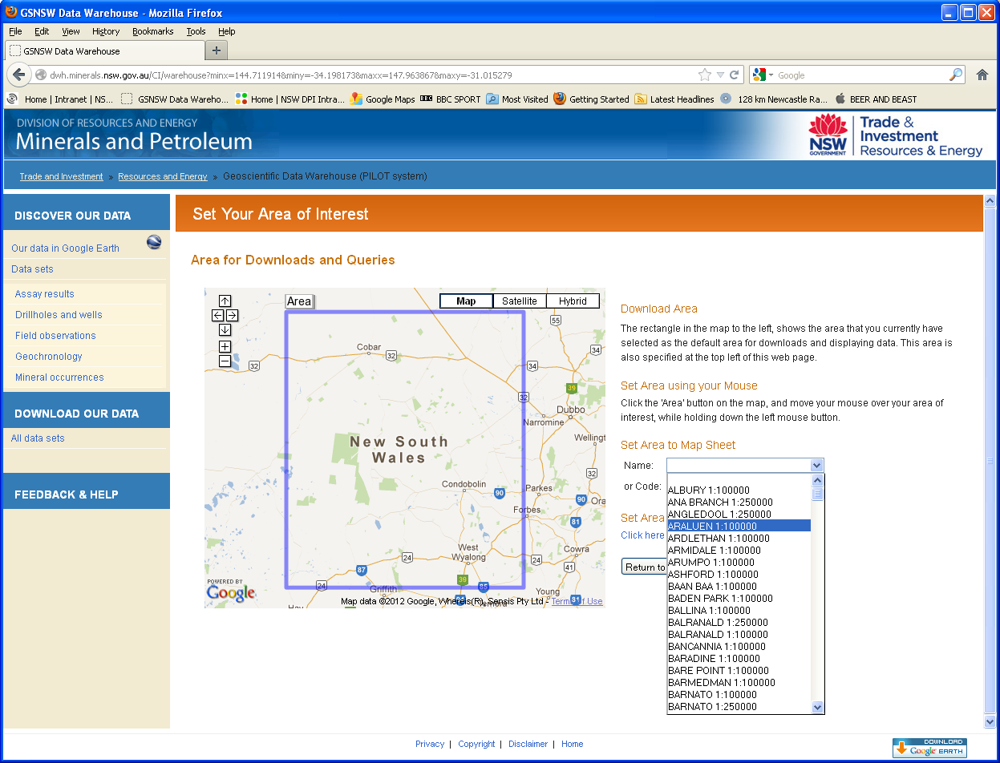 GSNSW Data Warehouse - Mozilla Firefox
File Edit View History Bookmarks Tools Help
GSNSW Data Warehouse
dwh.minerals.nsw.gov.au/CI/warehouse?minx=144.711914&miny=-34.198173&maxx=147.963867&maxy=-31.015279
Google
Home | Intranet | NS... GSNSW Data Wareho... Home | NSW DPI Intra... Google Maps BBC SPORT Most Visited Getting Started Latest Headlines 128 km Newcastle Ra... BEER AND BEAST
DIVISION OF RESOURCES AND ENERGY
Minerals and Petroleum
NSW
GOVERNMENT
Trade &
Investment
Resources & Energy
Trade and Investment » Resources and Energy » Geoscientific Data Warehouse (PILOT system)
DISCOVER OUR DATA
Our data in Google Earth
Data sets
Assay results
Drillholes and wells
Field observations
Geochronology
Mineral occurrences
DOWNLOAD OUR DATA
All data sets
FEEDBACK & HELP
Set Your Area of Interest
Area for Downloads and Queries
Area
Map Satellite Hybrid
55
Cobar
32
34
32
34
39
32
Dubbo
Narromine
Wellingt
New South
Wales
32
Condobolin
90
Parkes
90
Ora
Forbes
81
West
Wyalong
24
24
Cowra
41
87
39
24
85
Griffith
Young
81
Hay
Temora
POWERED BY
Google
Map data ©2012 Google, Whereis(R), Sensis Pty Ltd - Terms of Use
Download Area
The rectangle in the map to the left, shows the area that you currently have
selected as the default area for downloads and displaying data. This area is
also specified at the top left of this web page.
Set Area using your Mouse
Click the 'Area' button on the map, and move your mouse over your area of
interest, while holding down the left mouse button.
Set Area to Map Sheet
Name:
or Code:
Set Area
Click here
Return to
ALBURY 1:100000
ANA BRANCH 1:250000
ANGLEDOOL 1:250000
ARALUEN 1:100000
ARDLETHAN 1:100000
ARMIDALE 1:100000
ARUMPO 1:100000
ASHFORD 1:100000
BAAN BAA 1:100000
BADEN PARK 1:100000
BALLINA 1:100000
BALRANALD 1:250000
BALRANALD 1:100000
BANCANNIA 1:100000
BARADINE 1:100000
BARE POINT 1:100000
BARMEDMAN 1:100000
BARNATO 1:100000
BARNATO 1:250000
Privacy | Copyright | Disclaimer | Home
DOWNLOAD
Google EARTH